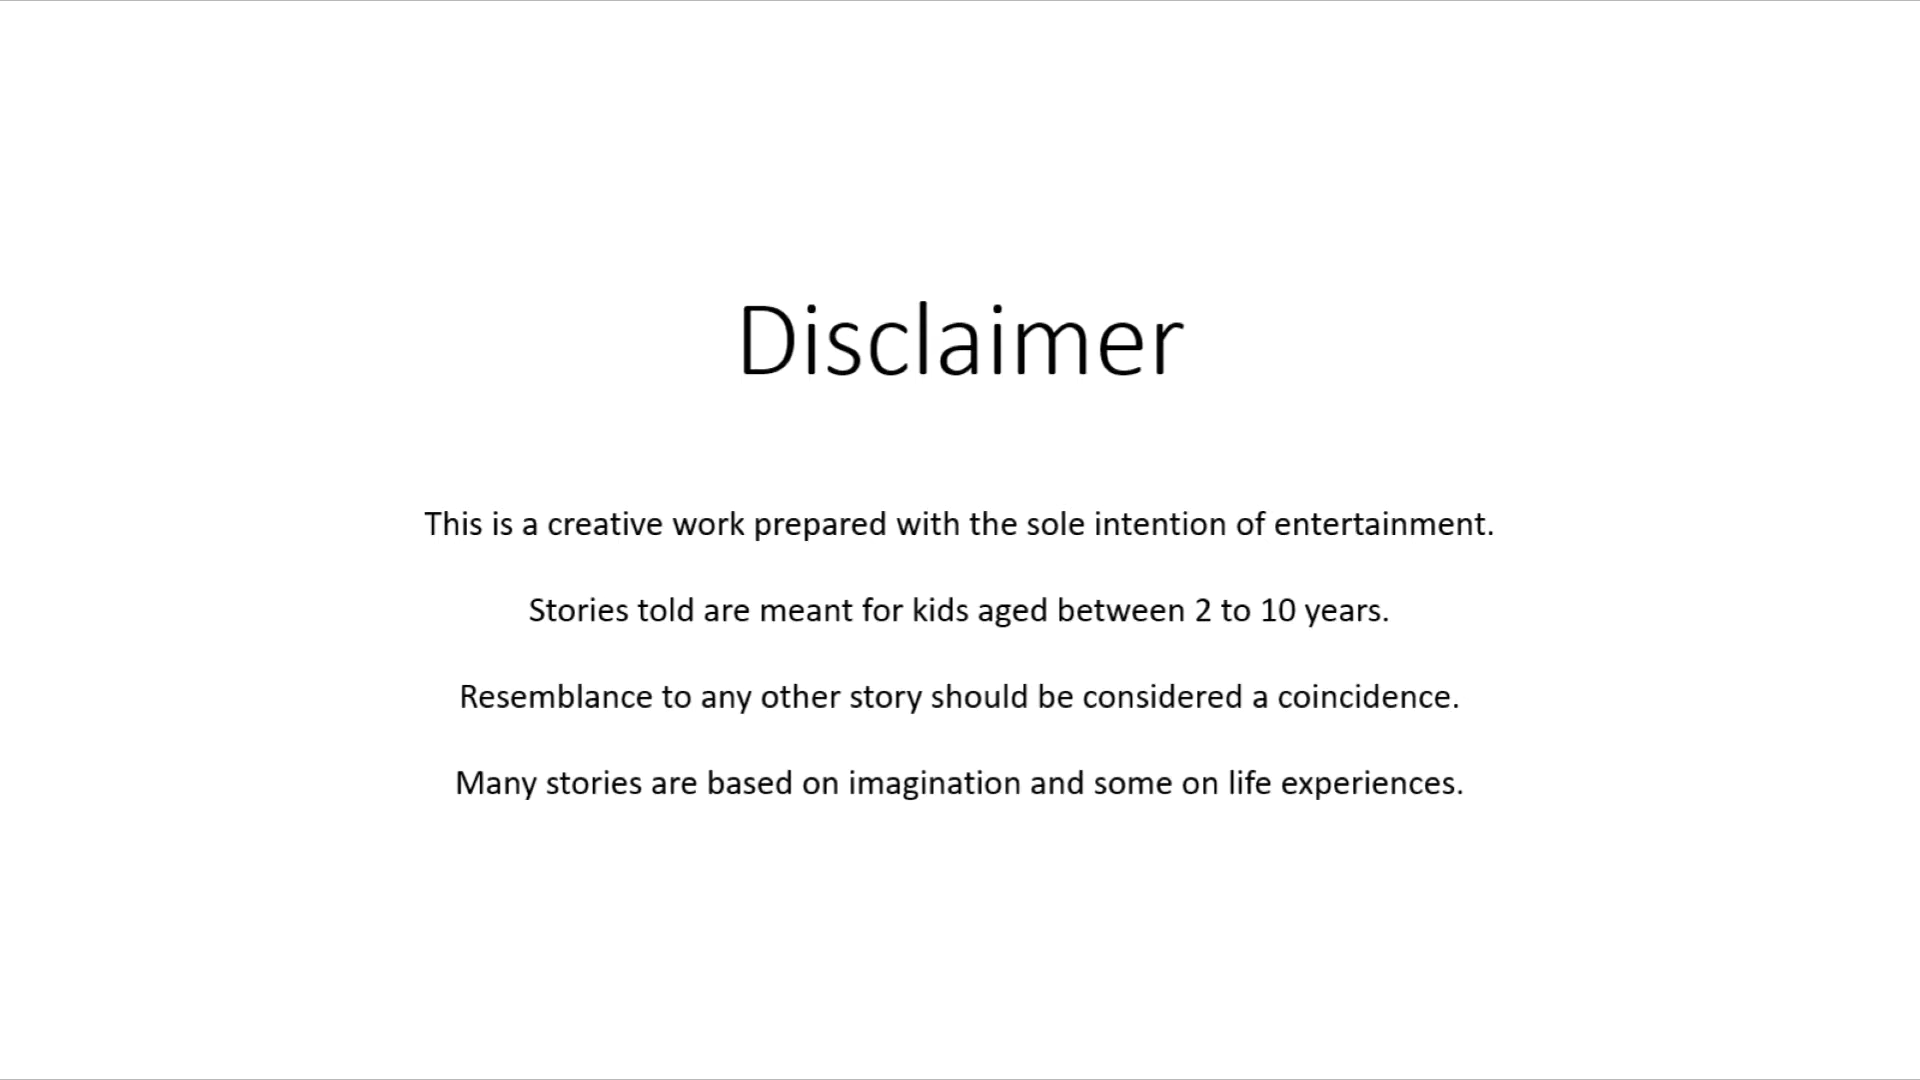 Disclaimer
This is a creative work prepared with the sole intention of entertainment.
Stories told are meant for kids aged between 2 to 10 years.
Resemblance to any other story should be considered a coincidence.
Many stories are based on imagination and some on life experiences.